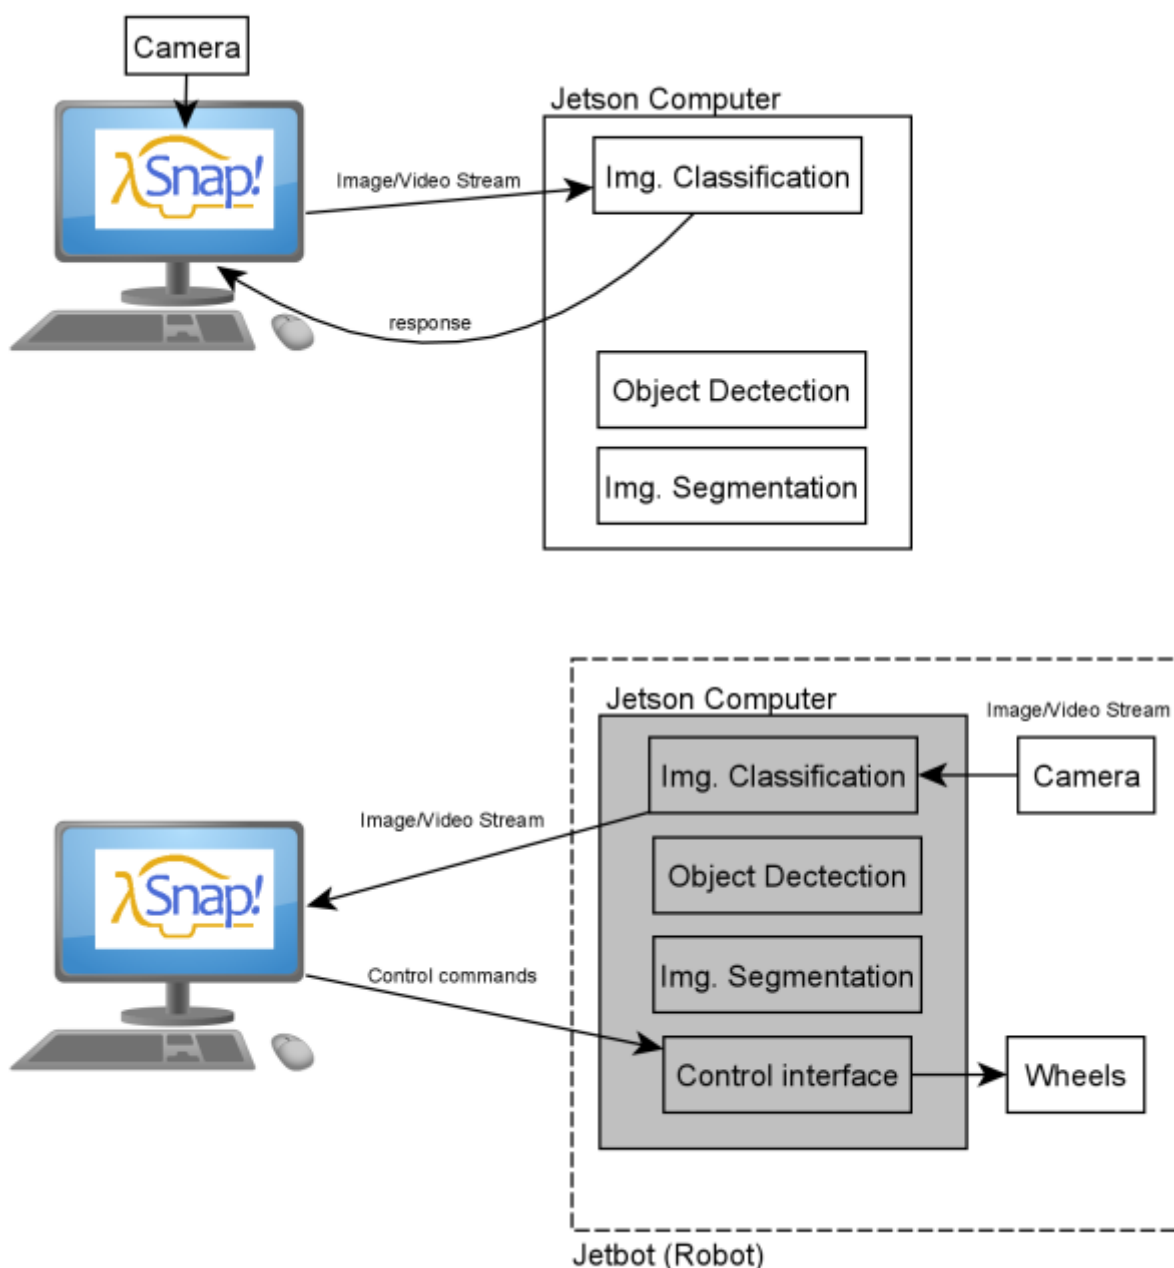 Camera
λSnap!
Jetson Computer
Image/Video Stream
Img. Classification
response
Object Dectection
Img. Segmentation
Jetson Computer
Image/Video Stream
Img. Classification
Camera
Image/Video Stream
λSnap!
Object Dectection
Control commands
Img. Segmentation
Control interface
Wheels
Jetbot (Robot)